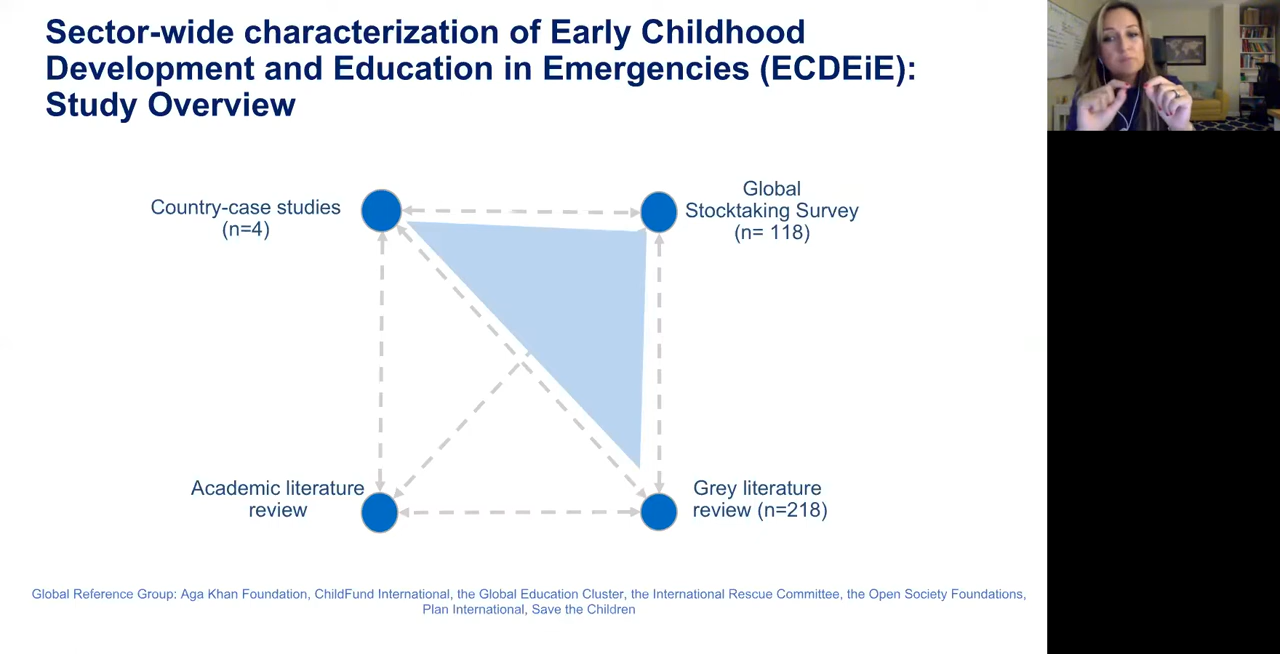 Sector-wide characterization of Early Childhood
Development and Education in Emergencies (ECDEiE):
Study Overview
Country-case studies
(n=4)
Global
Stocktaking Survey
(n= 118)
Academic literature
review
Grey literature
review (n=218)
Global Reference Group: Aga Khan Foundation, ChildFund International, the Global Education Cluster, the International Rescue Committee, the Open Society Foundations,
Plan International, Save the Children